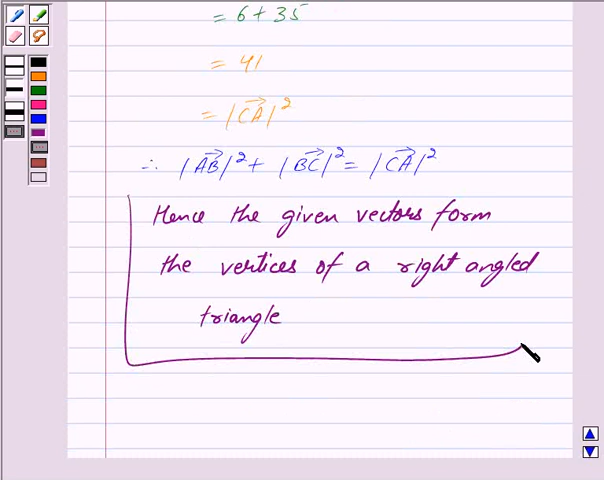 = 6 + 35
= 41
= |CA⃗|²
∴ |AB⃗|² + |BC⃗|² = |CA⃗|²
Hence the given vectors form
the vertices of a right angled
triangle